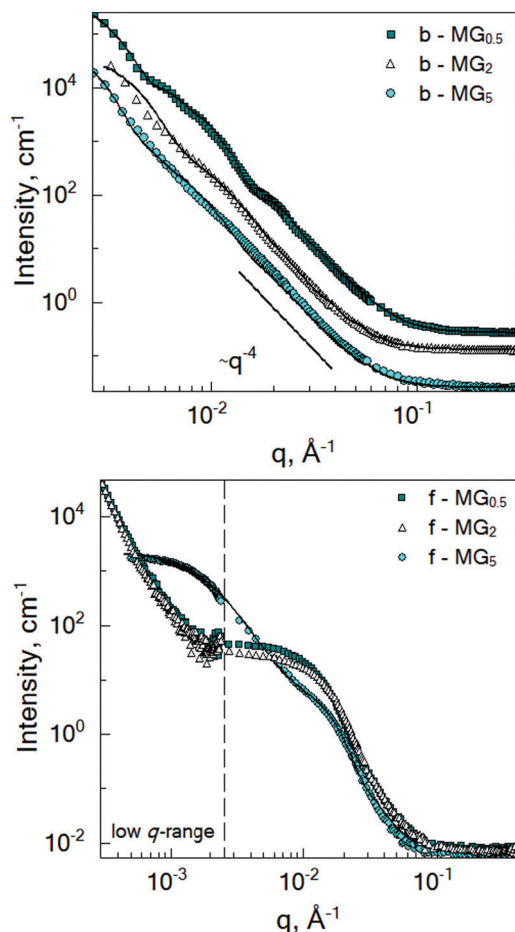 b - MG0.5
b - MG2
b - MG5
10^4
10^2
10^0
Intensity, cm^-1
~q^-4
10^-2 10^-1
q, Å^-1
f - MG0.5
f - MG2
f - MG5
10^4
10^2
10^0
10^-2
Intensity, cm^-1
low q-range
10^-3 10^-2 10^-1
q, Å^-1